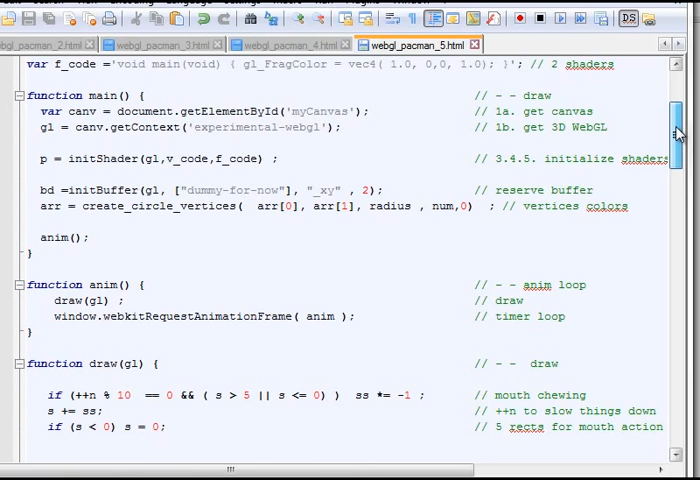 webgl_pacman_2.html webgl_pacman_3.html webgl_pacman_4.html webgl_pacman_5.html
var f_code ='void main(void) { gl_FragColor = vec4( 1.0, 0,0, 1.0); }'; // 2 shaders
function main() { // - - draw
var canv = document.getElementById('myCanvas'); // 1a. get canvas
gl = canv.getContext('experimental-webgl'); // 1b. get 3D WebGL
p = initShader(gl,v_code,f_code) ; // 3.4.5. initialize shaders
bd =initBuffer(gl, ["dummy-for-now"], "_xy" , 2); // reserve buffer
arr = create_circle_vertices( arr[0], arr[1], radius , num,0) ; // vertices colors
anim();
}
function anim() { // - - anim loop
draw(gl) ; // draw
window.webkitRequestAnimationFrame( anim ); // timer loop
}
function draw(gl) { // - - draw
if (++n % 10 == 0 && ( s > 5 || s <= 0) ) ss *= -1 ; // mouth chewing
s += ss; // ++n to slow things down
if (s < 0) s = 0; // 5 rects for mouth action